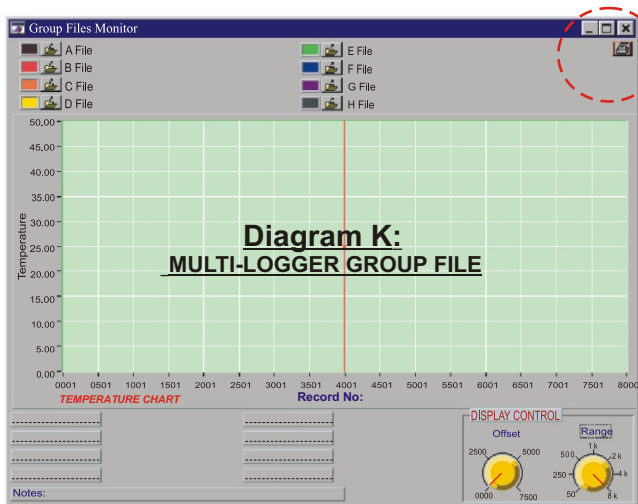 Group Files Monitor
A File
B File
C File
D File
E File
F File
G File
H File
50.00
45.00
40.00
35.00
30.00
25.00
20.00
15.00
10.00
5.00
0.00
Temperature
Diagram K:
MULTI-LOGGER GROUP FILE
0001 0501 1001 1501 2001 2501 3001 3501 4001 4501 5001 5501 6001 6501 7001 7501 8000
TEMPERATURE CHART
Record No:
Notes:
DISPLAY CONTROL
Offset
2500 5000
0000 7500
Range
1 k
500 2 k
250 4 k
50 8 k